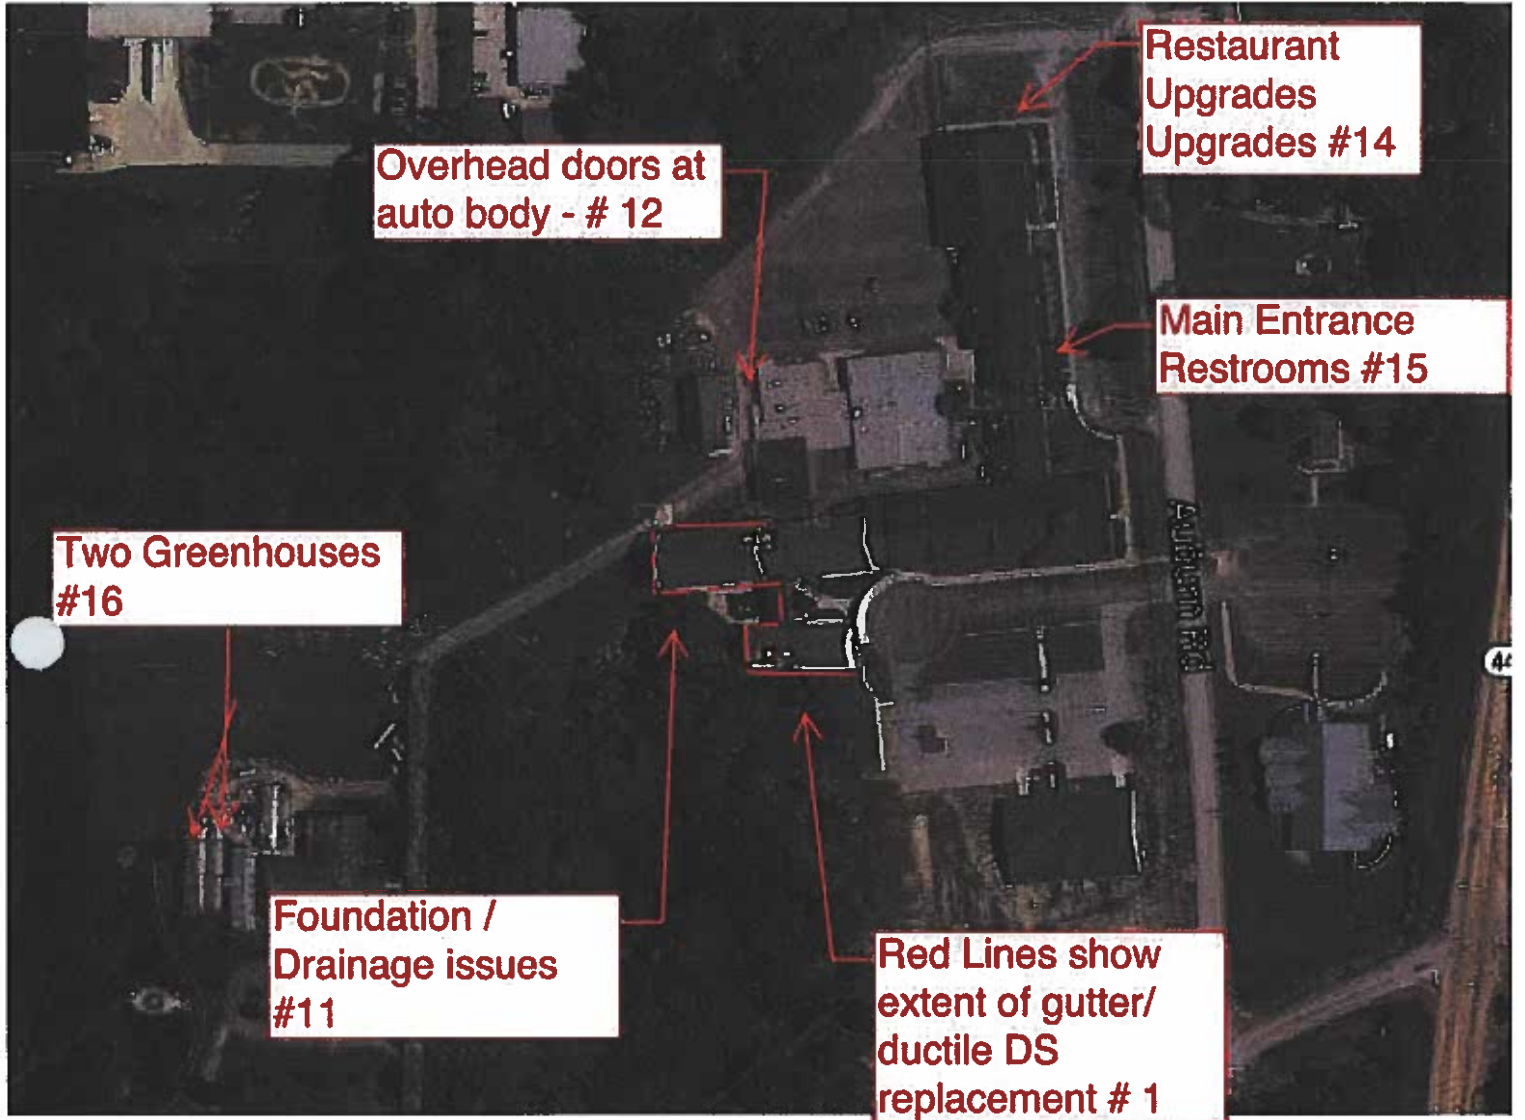 Restaurant
Upgrades
Upgrades #14
Overhead doors at
auto body - # 12
Main Entrance
Restrooms #15
Two Greenhouses
#16
Auburn Rd
44
Foundation /
Drainage issues
#11
Red Lines show
extent of gutter/
ductile DS
replacement # 1